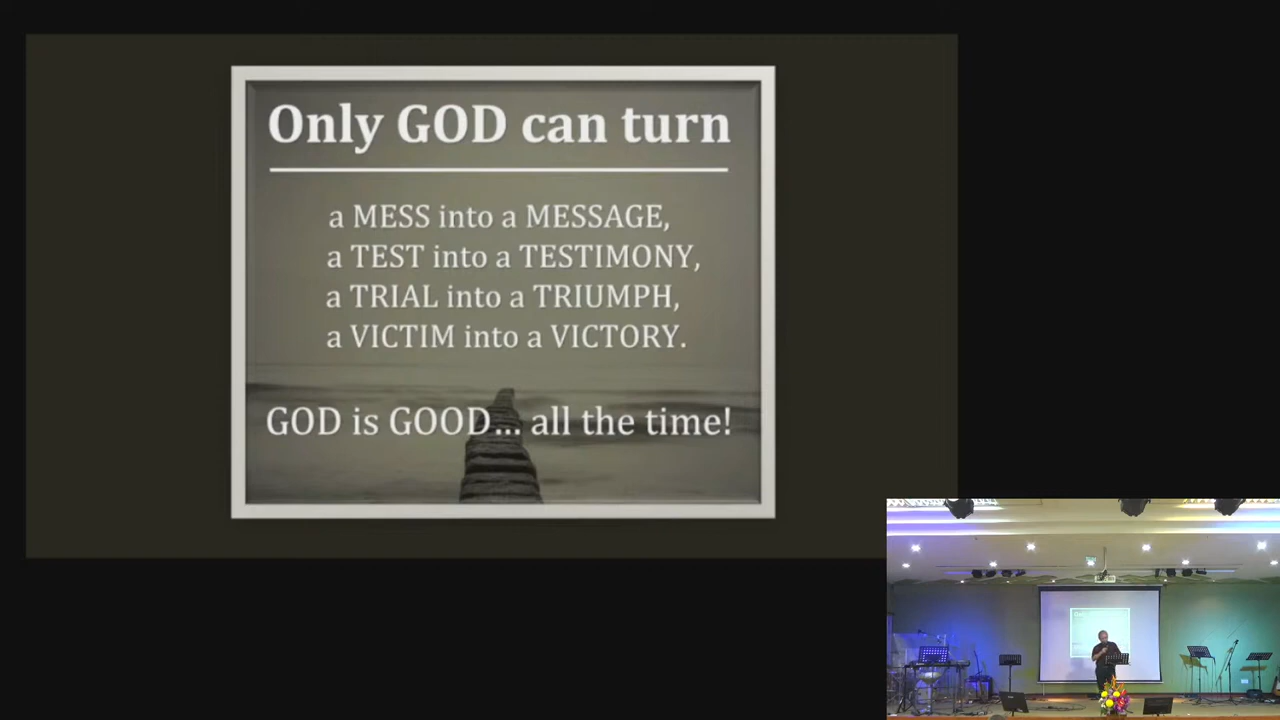 Only GOD can turn
a MESS into a MESSAGE,
a TEST into a TESTIMONY,
a TRIAL into a TRIUMPH,
a VICTIM into a VICTORY.
GOD is GOOD... all the time!